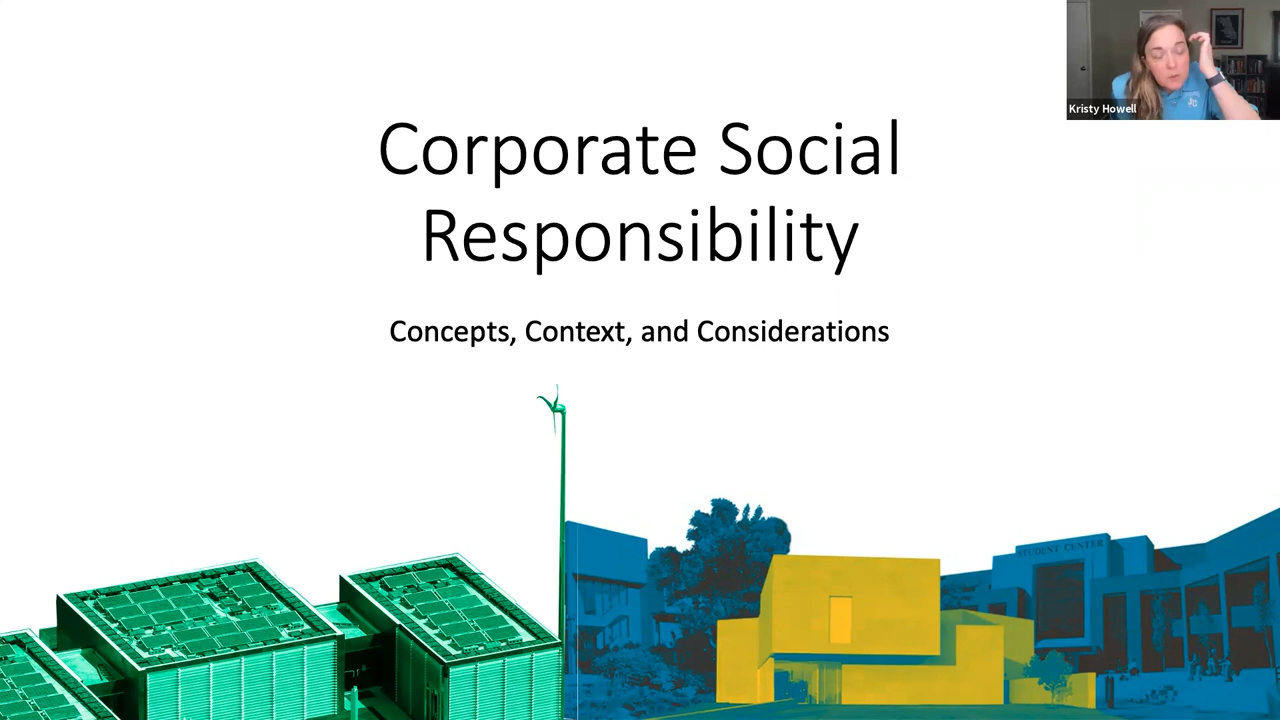 Kristy Howell
Corporate Social
Responsibility
Concepts, Context, and Considerations
STUDENT CENTER